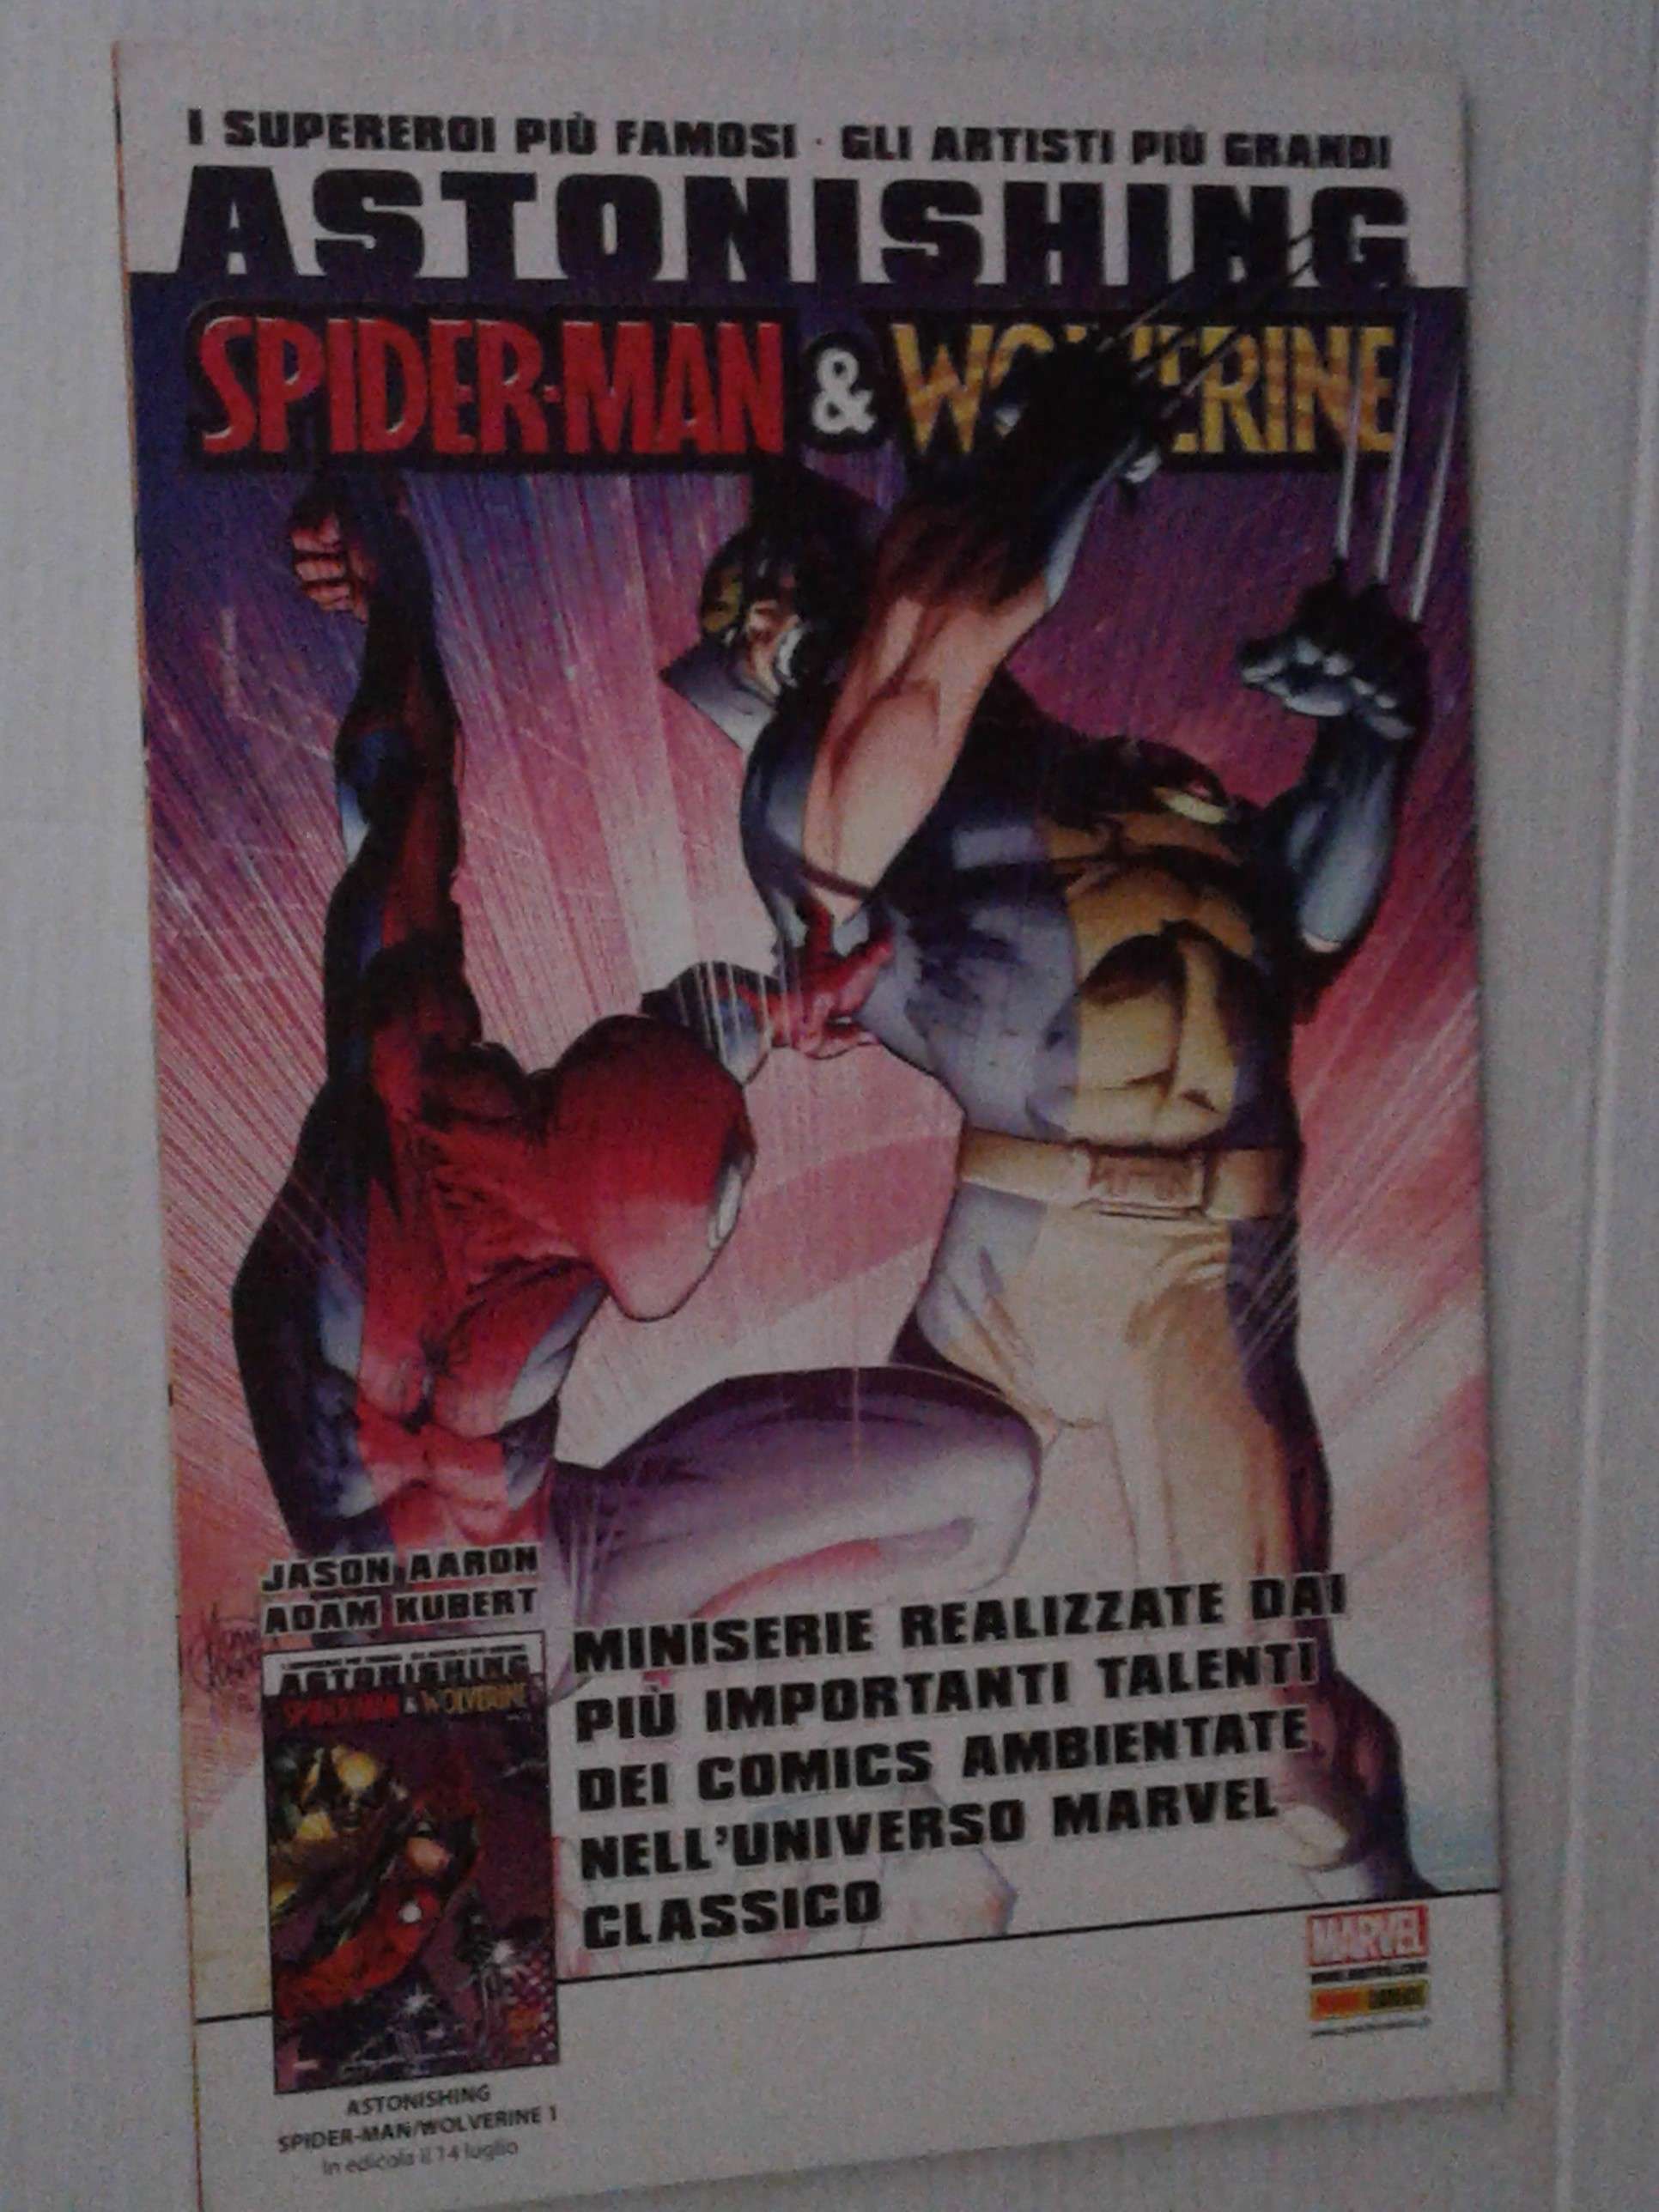 I SUPEREROI PIÙ FAMOSI · GLI ARTISTI PIÙ GRANDI
ASTONISHING
SPIDER-MAN & WOLVERINE
JASON AARON
ADAM KUBERT
ASTONISHING
SPIDER-MAN & WOLVERINE
MINISERIE REALIZZATE DAI
PIÙ IMPORTANTI TALENTI
DEI COMICS AMBIENTATE
NELL'UNIVERSO MARVEL
CLASSICO
MARVEL
ASTONISHING
SPIDER-MAN/WOLVERINE 1
In edicola il 14 luglio